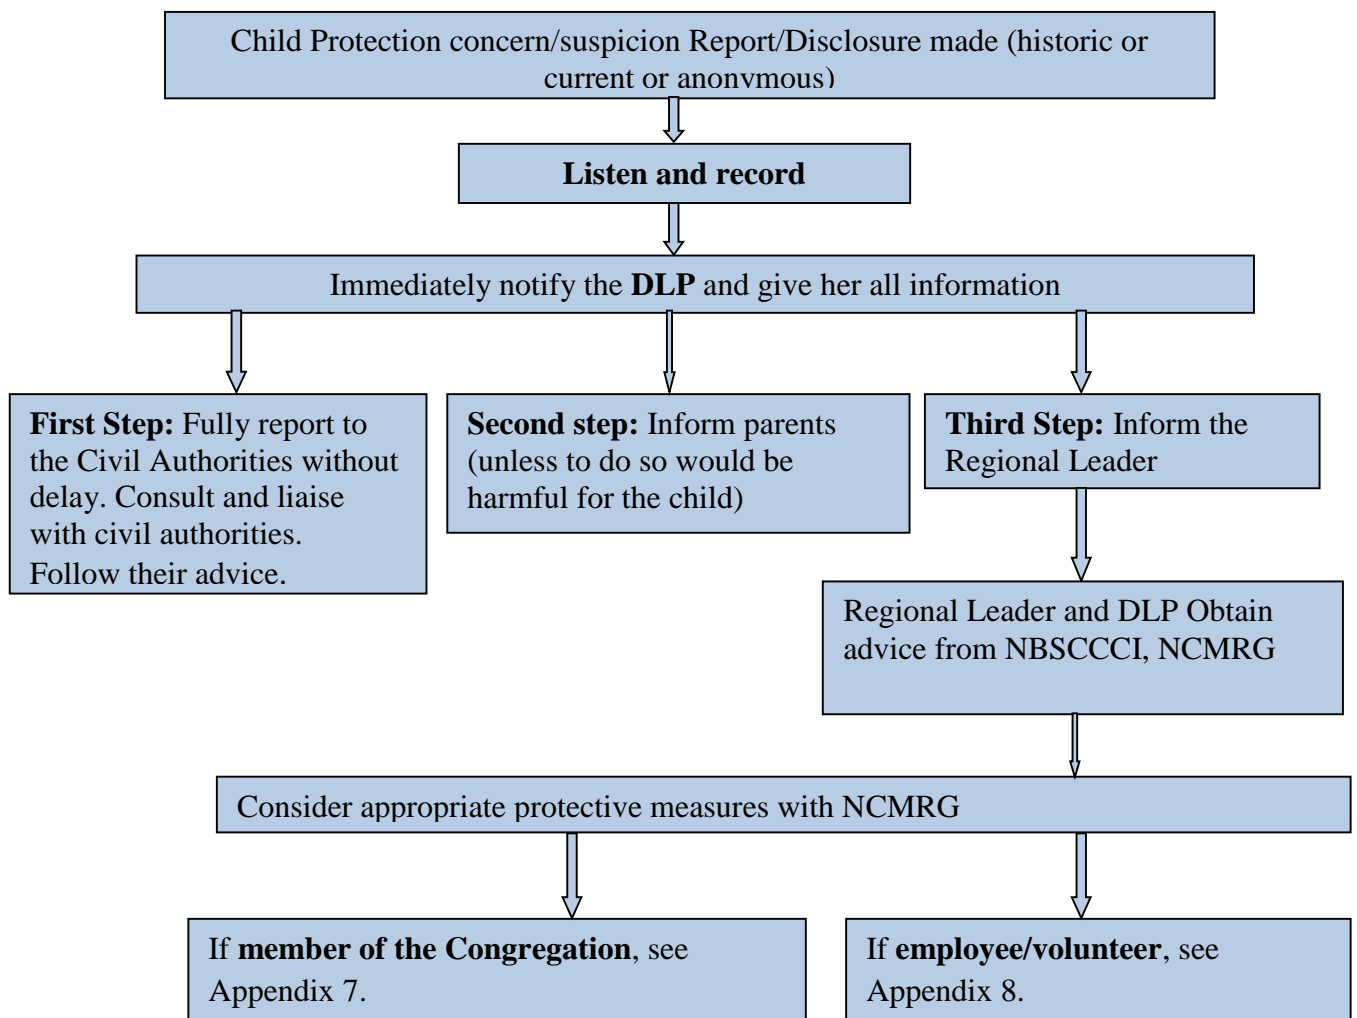 Child Protection concern/suspicion Report/Disclosure made (historic or
current or anonymous)
Listen and record
Immediately notify the DLP and give her all information
First Step: Fully report to
the Civil Authorities without
delay. Consult and liaise
with civil authorities.
Follow their advice.
Second step: Inform parents
(unless to do so would be
harmful for the child)
Third Step: Inform the
Regional Leader
Regional Leader and DLP Obtain
advice from NBSCCCI, NCMRG
Consider appropriate protective measures with NCMRG
If member of the Congregation, see
Appendix 7.
If employee/volunteer, see
Appendix 8.